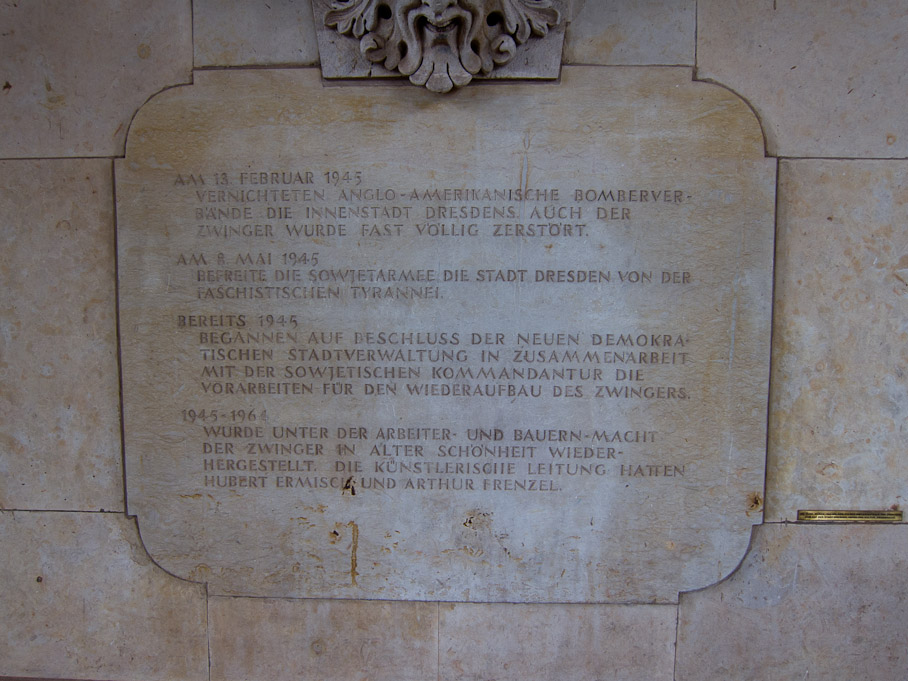 AM 13. FEBRUAR 1945
VERNICHTETEN ANGLO-AMERIKANISCHE BOMBERVER-
BÄNDE DIE INNENSTADT DRESDENS, AUCH DER
ZWINGER WURDE FAST VÖLLIG ZERSTÖRT.
AM 8. MAI 1945
BEFREITE DIE SOWJETARMEE DIE STADT DRESDEN VON DER
FASCHISTISCHEN TYRANNEI.
BEREITS 1945
BEGANNEN AUF BESCHLUSS DER NEUEN DEMOKRA-
TISCHEN STADTVERWALTUNG IN ZUSAMMENARBEIT
MIT DER SOWJETISCHEN KOMMANDANTUR DIE
VORARBEITEN FÜR DEN WIEDERAUFBAU DES ZWINGERS.
1945-1964
WURDE UNTER DER ARBEITER- UND BAUERN-MACHT
DER ZWINGER IN ALTER SCHÖNHEIT WIEDER-
HERGESTELLT. DIE KÜNSTLERISCHE LEITUNG HATTEN
HUBERT ERMISCH UND ARTHUR FRENZEL.